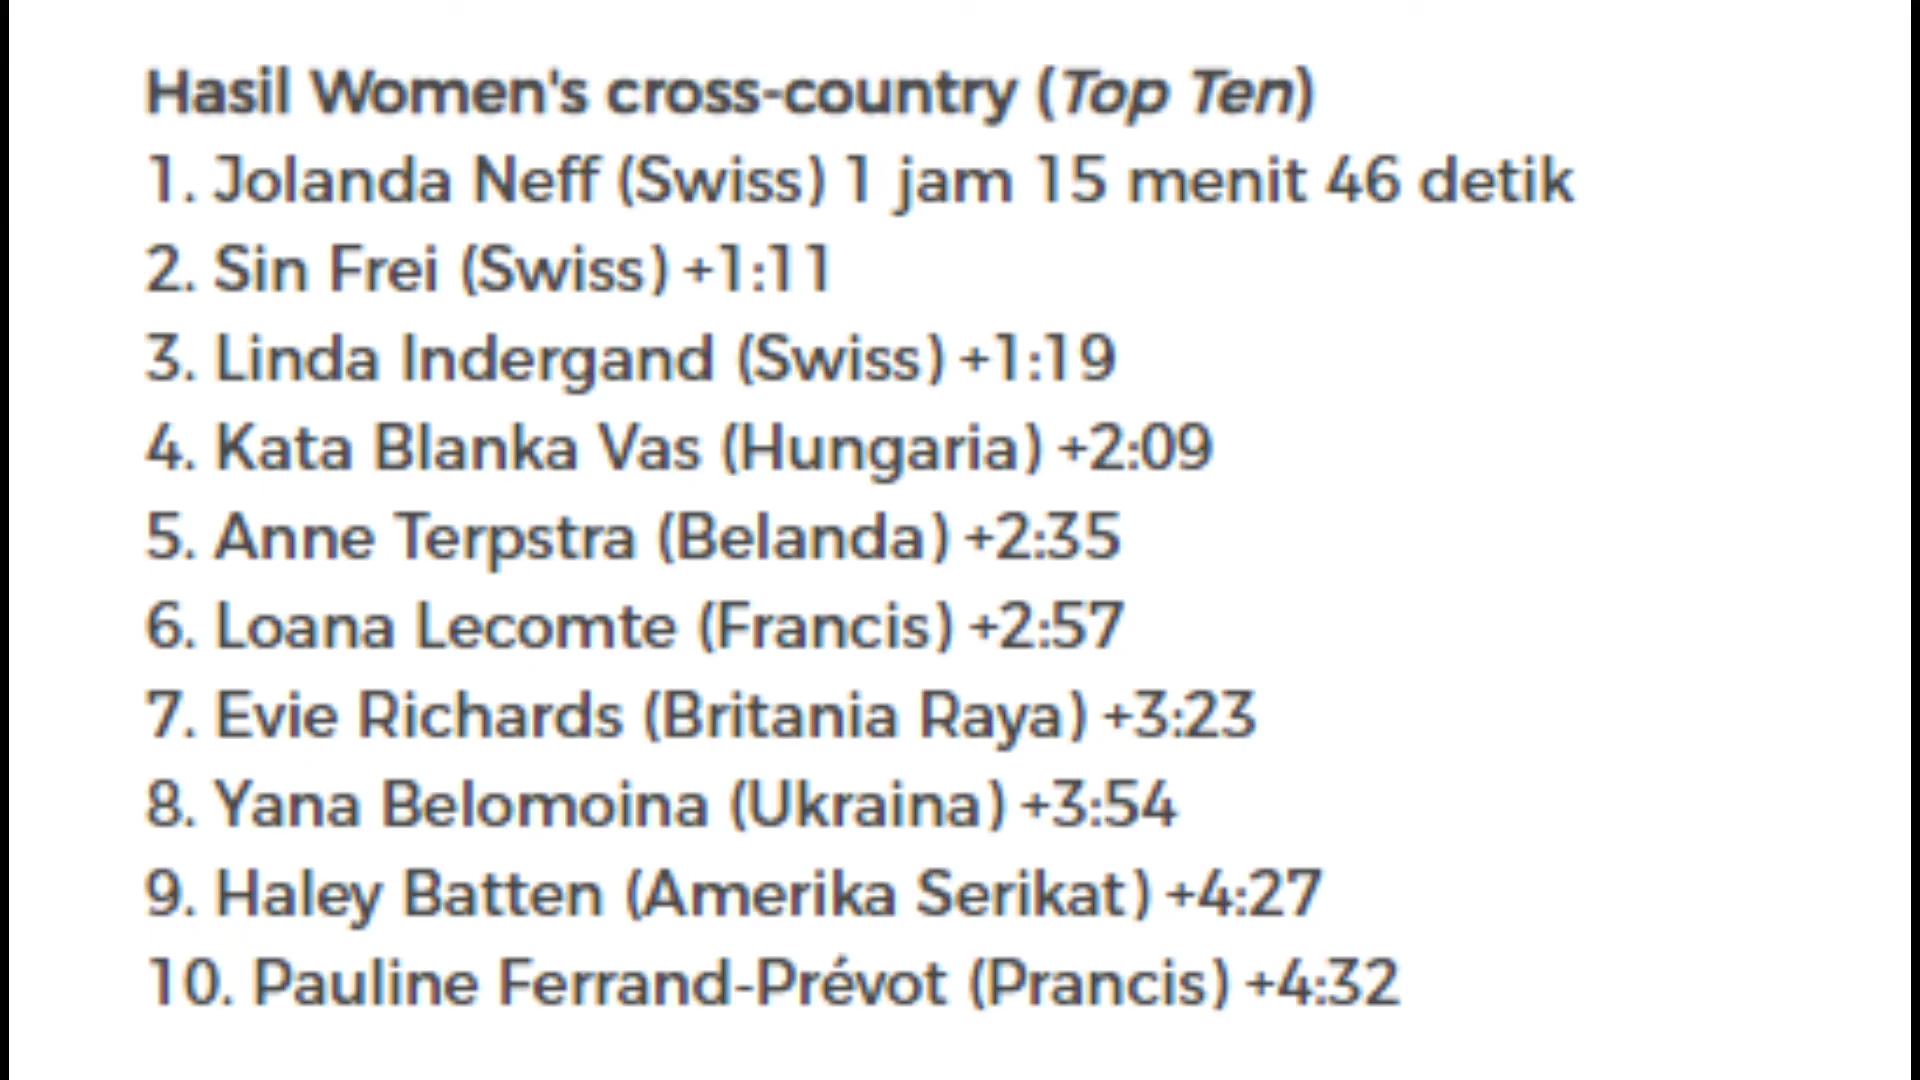 Hasil Women's cross-country (Top Ten)
1. Jolanda Neff (Swiss) 1 jam 15 menit 46 detik
2. Sin Frei (Swiss) +1:11
3. Linda Indergand (Swiss) +1:19
4. Kata Blanka Vas (Hungaria) +2:09
5. Anne Terpstra (Belanda) +2:35
6. Loana Lecomte (Francis) +2:57
7. Evie Richards (Britania Raya) +3:23
8. Yana Belomoina (Ukraina) +3:54
9. Haley Batten (Amerika Serikat) +4:27
10. Pauline Ferrand-Prévot (Prancis) +4:32